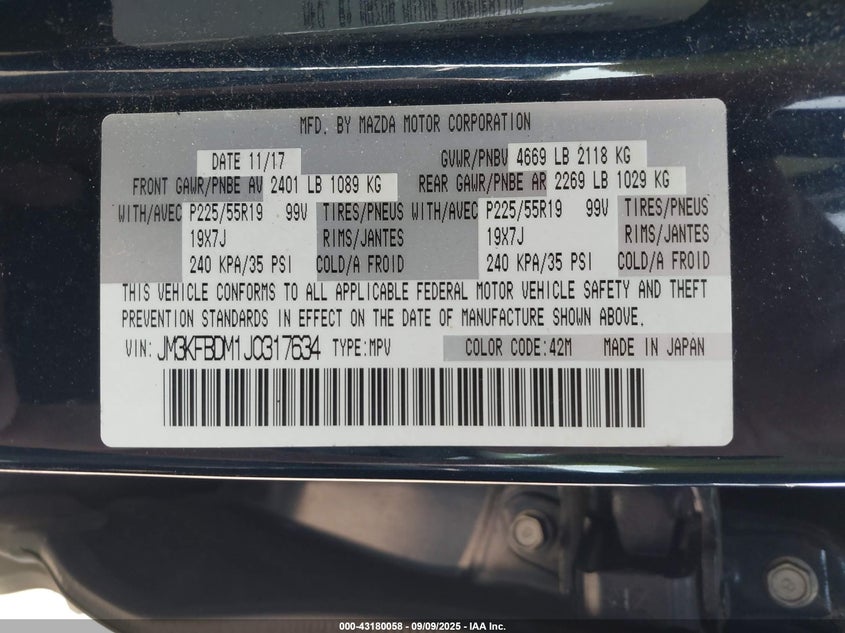 MFD. BY MAZDA MOTOR CORPORATION
DATE 11/17 GVWR/PNBV 4669 LB 2118 KG
FRONT GAWR/PNBE AV 2401 LB 1089 KG REAR GAWR/PNBE AR 2269 LB 1029 KG
WITH/AVEC P225/55R19 99V TIRES/PNEUS WITH/AVEC P225/55R19 99V TIRES/PNEUS
19X7J RIMS/JANTES 19X7J RIMS/JANTES
240 KPA/35 PSI COLD/A FROID 240 KPA/35 PSI COLD/A FROID
THIS VEHICLE CONFORMS TO ALL APPLICABLE FEDERAL MOTOR VEHICLE SAFETY AND THEFT
PREVENTION STANDARDS IN EFFECT ON THE DATE OF MANUFACTURE SHOWN ABOVE.
VIN: JM3KFBDM1J0317634 TYPE:MPV COLOR CODE:42M MADE IN JAPAN
000-43180058 - 09/09/2025 - IAA Inc.